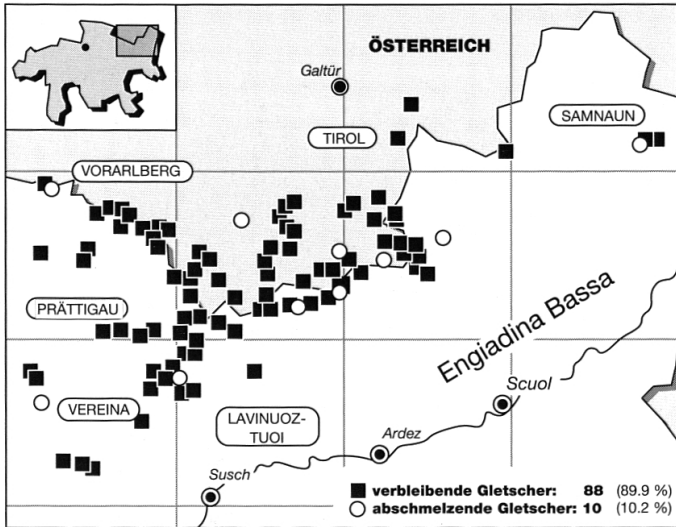 ÖSTERREICH
Galtür
SAMNAUN
TIROL
VORARLBERG
PRÄTTIGAU
Engiadina Bassa
Scuol
VEREINA
LAVINUOZ-
TUOI
Ardez
Susch
verbleibende Gletscher: 88 (89.9 %)
abschmelzende Gletscher: 10 (10.2 %)